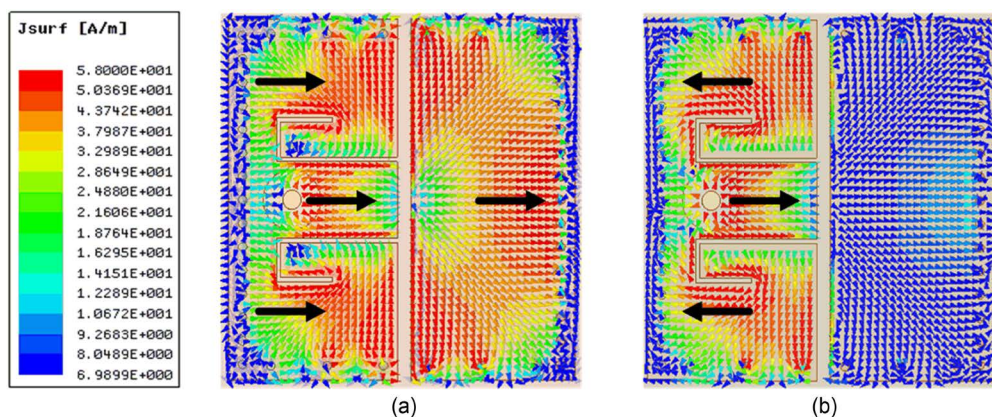 Jsurf [A/m]
5.8000E+001
5.0369E+001
4.3742E+001
3.7987E+001
3.2989E+001
2.8649E+001
2.4880E+001
2.1606E+001
1.8764E+001
1.6295E+001
1.4151E+001
1.2289E+001
1.0672E+001
9.2683E+000
8.0489E+000
6.9899E+000
(a)
(b)